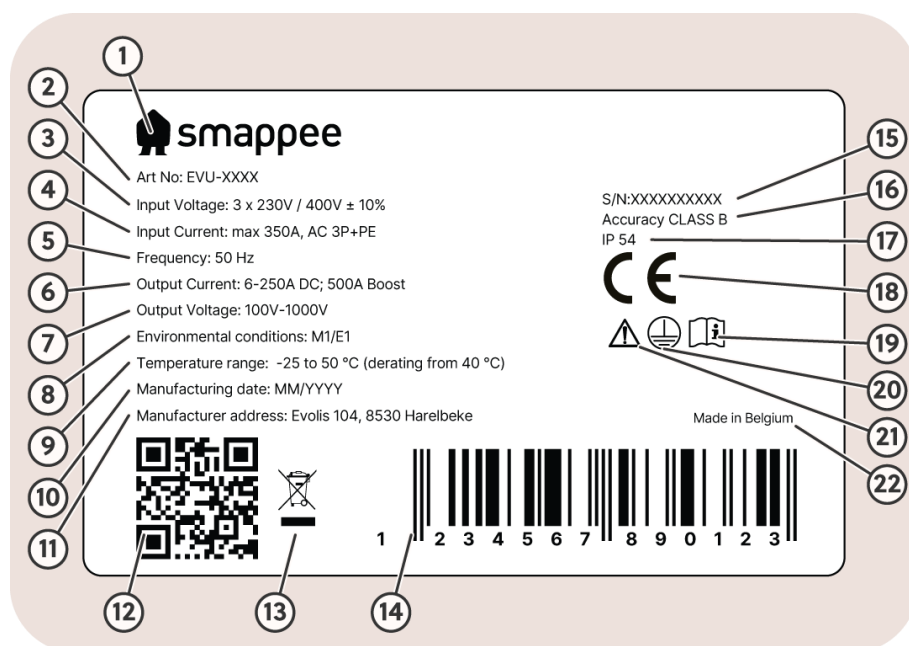 1
2
3
4
5
6
7
8
9
10
11
12
13
14
15
16
17
18
19
20
21
22
smappee
Art No: EVU-XXXX
Input Voltage: 3 x 230V / 400V ± 10%
Input Current: max 350A, AC 3P+PE
Frequency: 50 Hz
Output Current: 6-250A DC; 500A Boost
Output Voltage: 100V-1000V
Environmental conditions: M1/E1
Temperature range: -25 to 50 °C (derating from 40 °C)
Manufacturing date: MM/YYYY
Manufacturer address: Evolis 104, 8530 Harelbeke
S/N:XXXXXXXXXX
Accuracy CLASS B
IP 54
CE
Made in Belgium
1 234567 890123